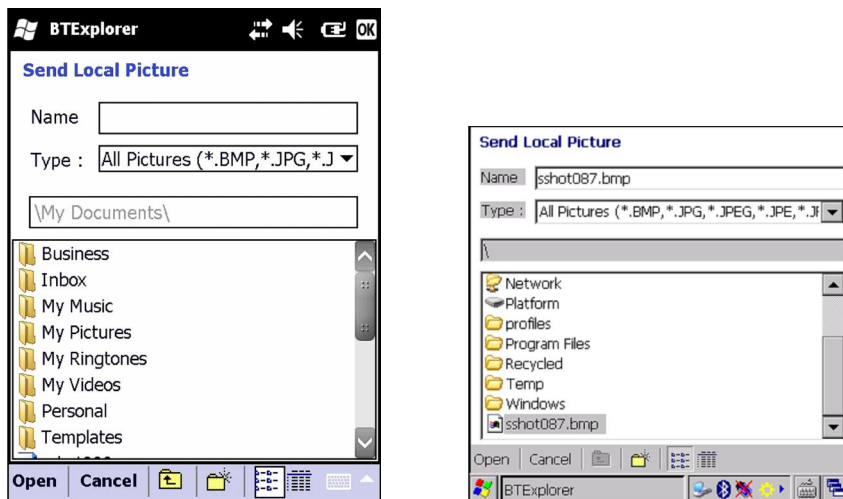 BTExplorer OK
Send Local Picture
Name
Type : All Pictures (*.BMP,*.JPG,*.J
\My Documents\
Business
Inbox
My Music
My Pictures
My Ringtones
My Videos
Personal
Templates
Open Cancel
Send Local Picture
Name sshot087.bmp
Type : All Pictures (*.BMP,*.JPG,*.JPEG,*.JPE,*.JF
\
Network
Platform
profiles
Program Files
Recycled
Temp
Windows
sshot087.bmp
Open Cancel
BTExplorer